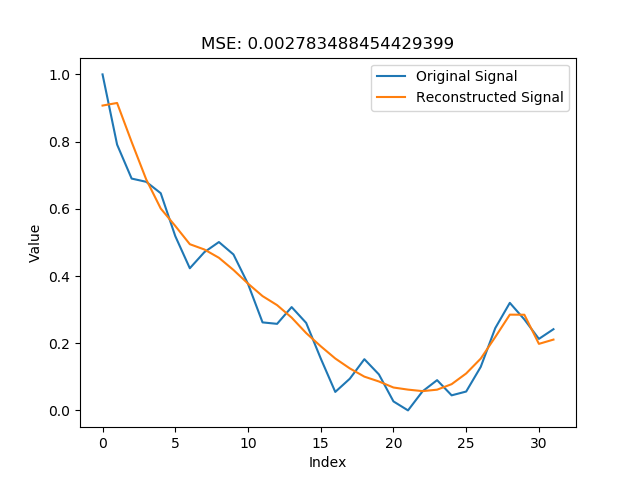 MSE: 0.002783488454429399
Original Signal
Reconstructed Signal
1.0
0.8
0.6
0.4
0.2
0.0
Value
0 5 10 15 20 25 30
Index